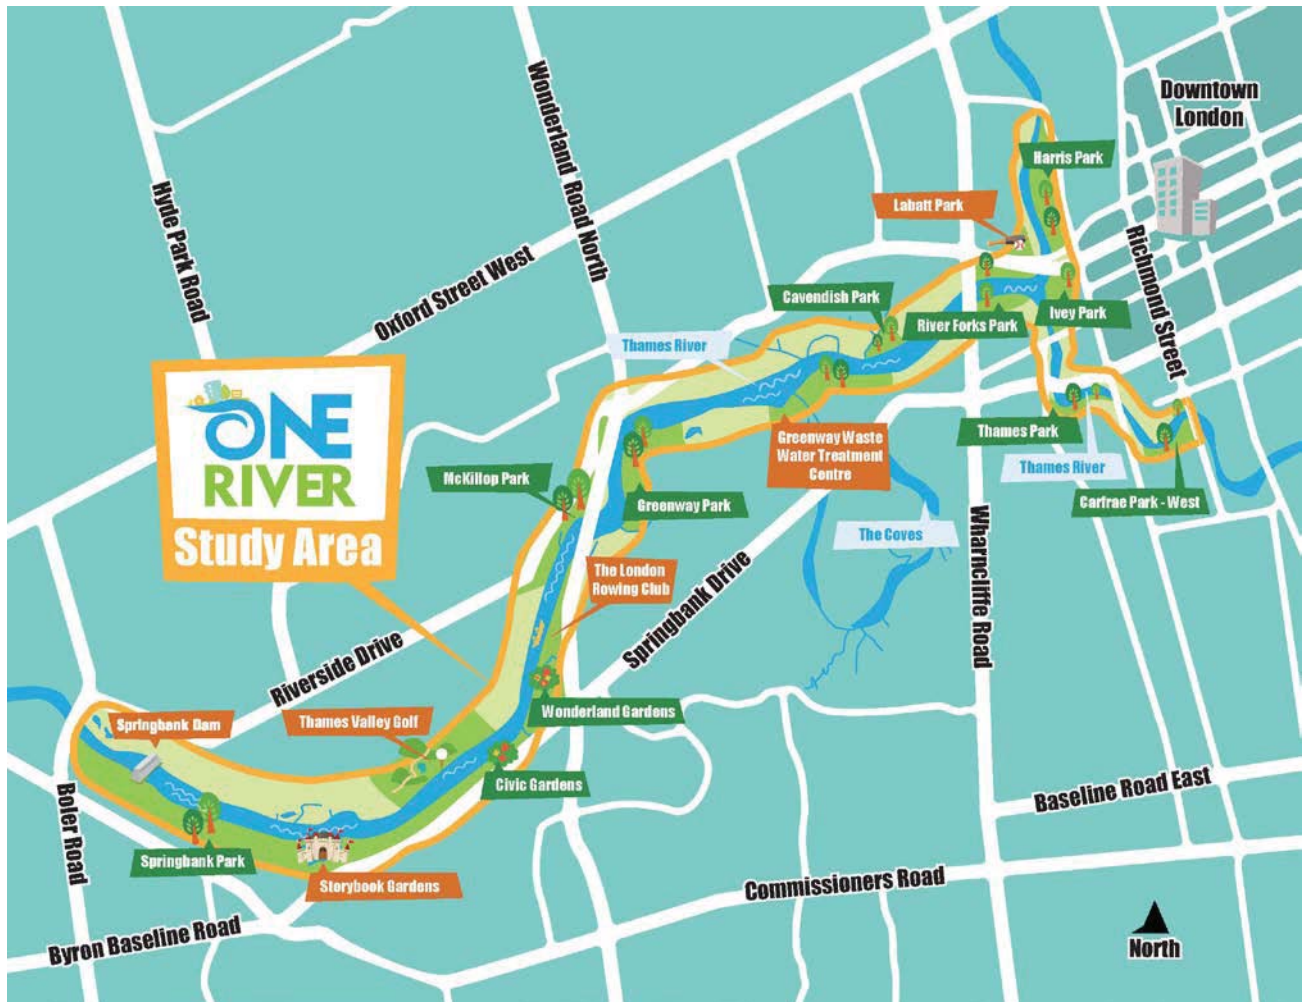 Downtown
London
Wonderland Road North
Harris Park
Hyde Park Road
Labatt Park
Richmond Street
Oxford Street West
Cavendish Park
River Forks Park
Ivey Park
Thames River
ONE
RIVER
Study Area
Greenway Waste
Water Treatment
Centre
Thames Park
Thames River
Carfrae Park - West
McKillop Park
Greenway Park
The Coves
Wharncliffe Road
The London
Rowing Club
Springbank Drive
Riverside Drive
Wonderland Gardens
Springbank Dam
Thames Valley Golf
Civic Gardens
Boler Road
Baseline Road East
Springbank Park
Storybook Gardens
Commissioners Road
Byron Baseline Road
North